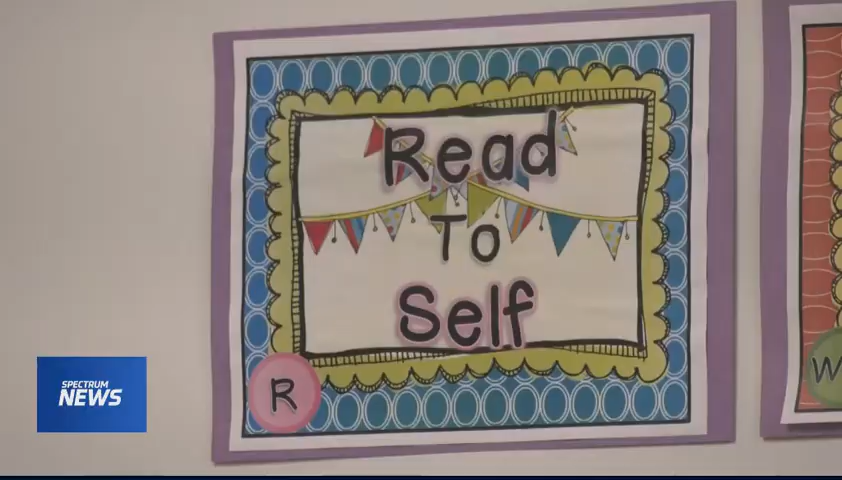 Read
To
Self
R
W
SPECTRUM
NEWS